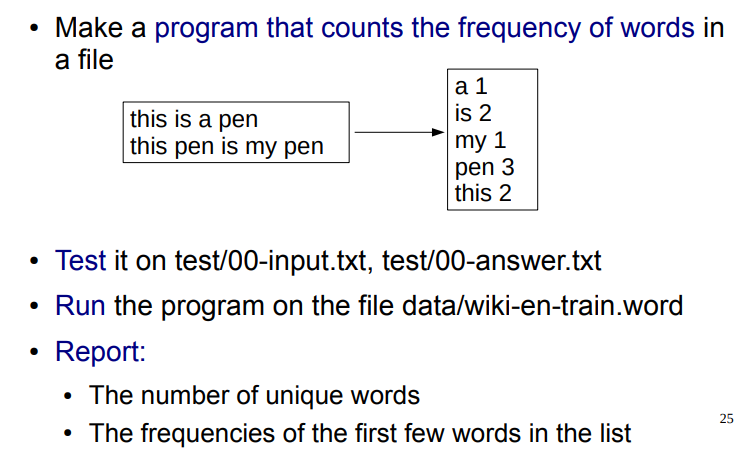 • Make a program that counts the frequency of words in
a file
this is a pen
this pen is my pen
a 1
is 2
my 1
pen 3
this 2
• Test it on test/00-input.txt, test/00-answer.txt
• Run the program on the file data/wiki-en-train.word
• Report:
• The number of unique words
• The frequencies of the first few words in the list
25